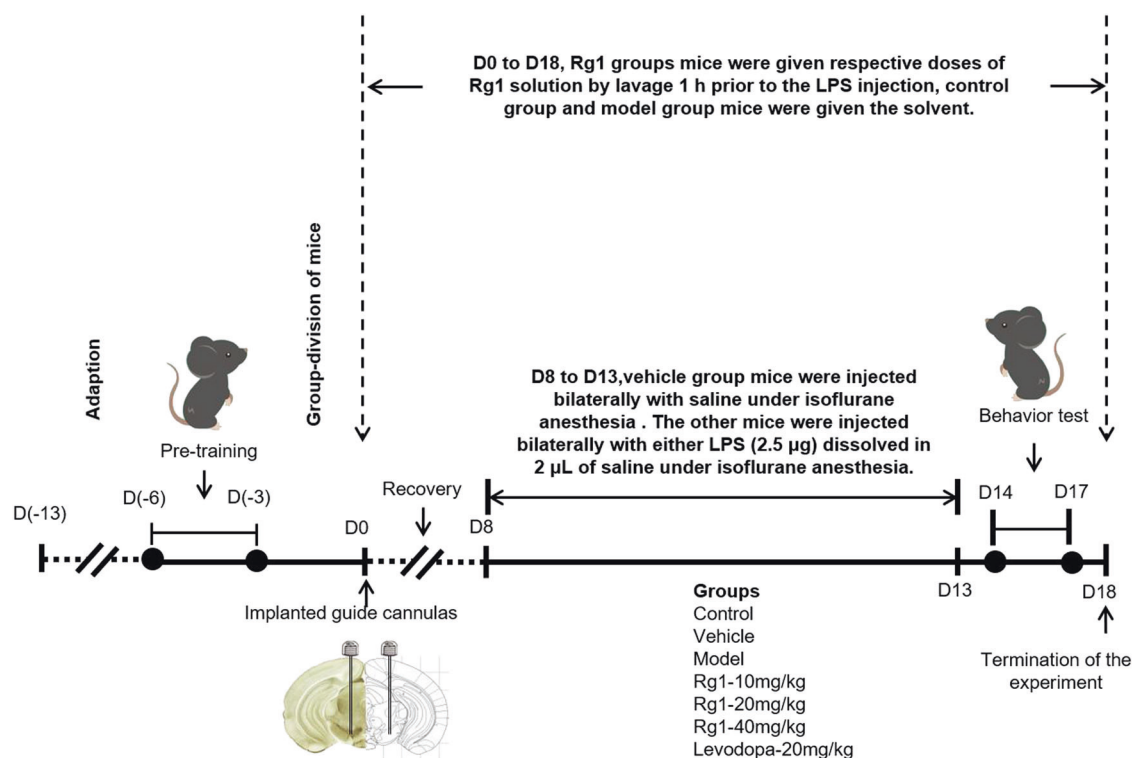 D0 to D18, Rg1 groups mice were given respective doses of
Rg1 solution by lavage 1 h prior to the LPS injection, control
group and model group mice were given the solvent.
Adaption
Group-division of mice
Pre-training
D8 to D13,vehicle group mice were injected
bilaterally with saline under isoflurane
anesthesia . The other mice were injected
bilaterally with either LPS (2.5 μg) dissolved in
2 μL of saline under isoflurane anesthesia.
Behavior test
D(-13)
D(-6)
D(-3)
D0
Recovery
D8
D13
D14
D17
D18
Implanted guide cannulas
Groups
Control
Vehicle
Model
Rg1-10mg/kg
Rg1-20mg/kg
Rg1-40mg/kg
Levodopa-20mg/kg
Termination of the
experiment